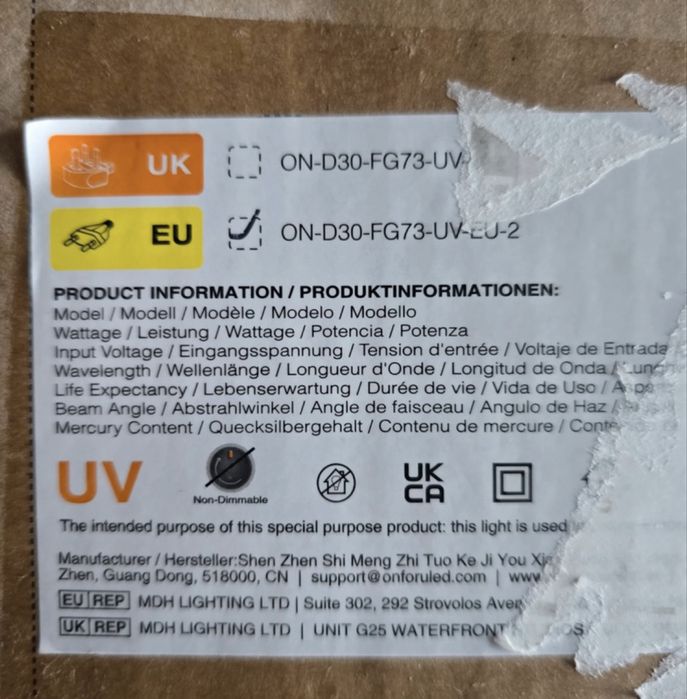 UK ON-D30-FG73-UV-
EU ON-D30-FG73-UV-EU-2
PRODUCT INFORMATION / PRODUKTINFORMATIONEN:
Model / Modell / Modèle / Modelo / Modello
Wattage / Leistung / Wattage / Potencia / Potenza
Input Voltage / Eingangsspannung / Tension d'entrée / Voltaje de Entrada
Wavelength / Wellenlänge / Longueur d'Onde / Longitud de Onda /
Life Expectancy / Lebenserwartung / Durée de vie / Vida de Uso /
Beam Angle / Abstrahlwinkel / Angle de faisceau / Angulo de Haz /
Mercury Content / Quecksilbergehalt / Contenu de mercure /
UV
Non-Dimmable
UK
CA
The intended purpose of this special purpose product: this light is used
Manufacturer / Hersteller:Shen Zhen Shi Meng Zhi Tuo Ke Ji You
Zhen, Guang Dong, 518000, CN | support@onforuled.com | www
EU REP MDH LIGHTING LTD | Suite 302, 292 Strovolos
UK REP MDH LIGHTING LTD | UNIT G25 WATERFRONT